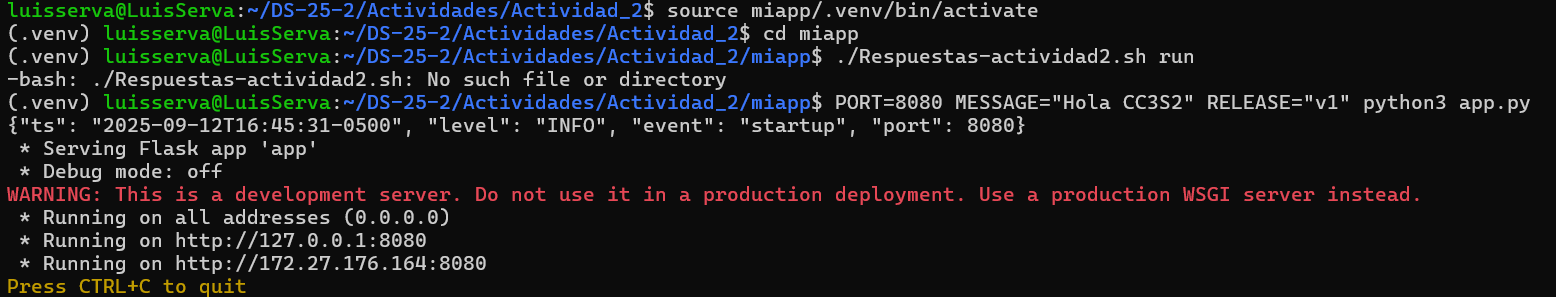 luisserva@LuisServa:~/DS-25-2/Actividades/Actividad_2$ source miapp/.venv/bin/activate
(.venv) luisserva@LuisServa:~/DS-25-2/Actividades/Actividad_2$ cd miapp
(.venv) luisserva@LuisServa:~/DS-25-2/Actividades/Actividad_2/miapp$ ./Respuestas-actividad2.sh run
-bash: ./Respuestas-actividad2.sh: No such file or directory
(.venv) luisserva@LuisServa:~/DS-25-2/Actividades/Actividad_2/miapp$ PORT=8080 MESSAGE="Hola CC3S2" RELEASE="v1" python3 app.py
{"ts": "2025-09-12T16:45:31-0500", "level": "INFO", "event": "startup", "port": 8080}
 * Serving Flask app 'app'
 * Debug mode: off
WARNING: This is a development server. Do not use it in a production deployment. Use a production WSGI server instead.
 * Running on all addresses (0.0.0.0)
 * Running on http://127.0.0.1:8080
 * Running on http://172.27.176.164:8080
Press CTRL+C to quit